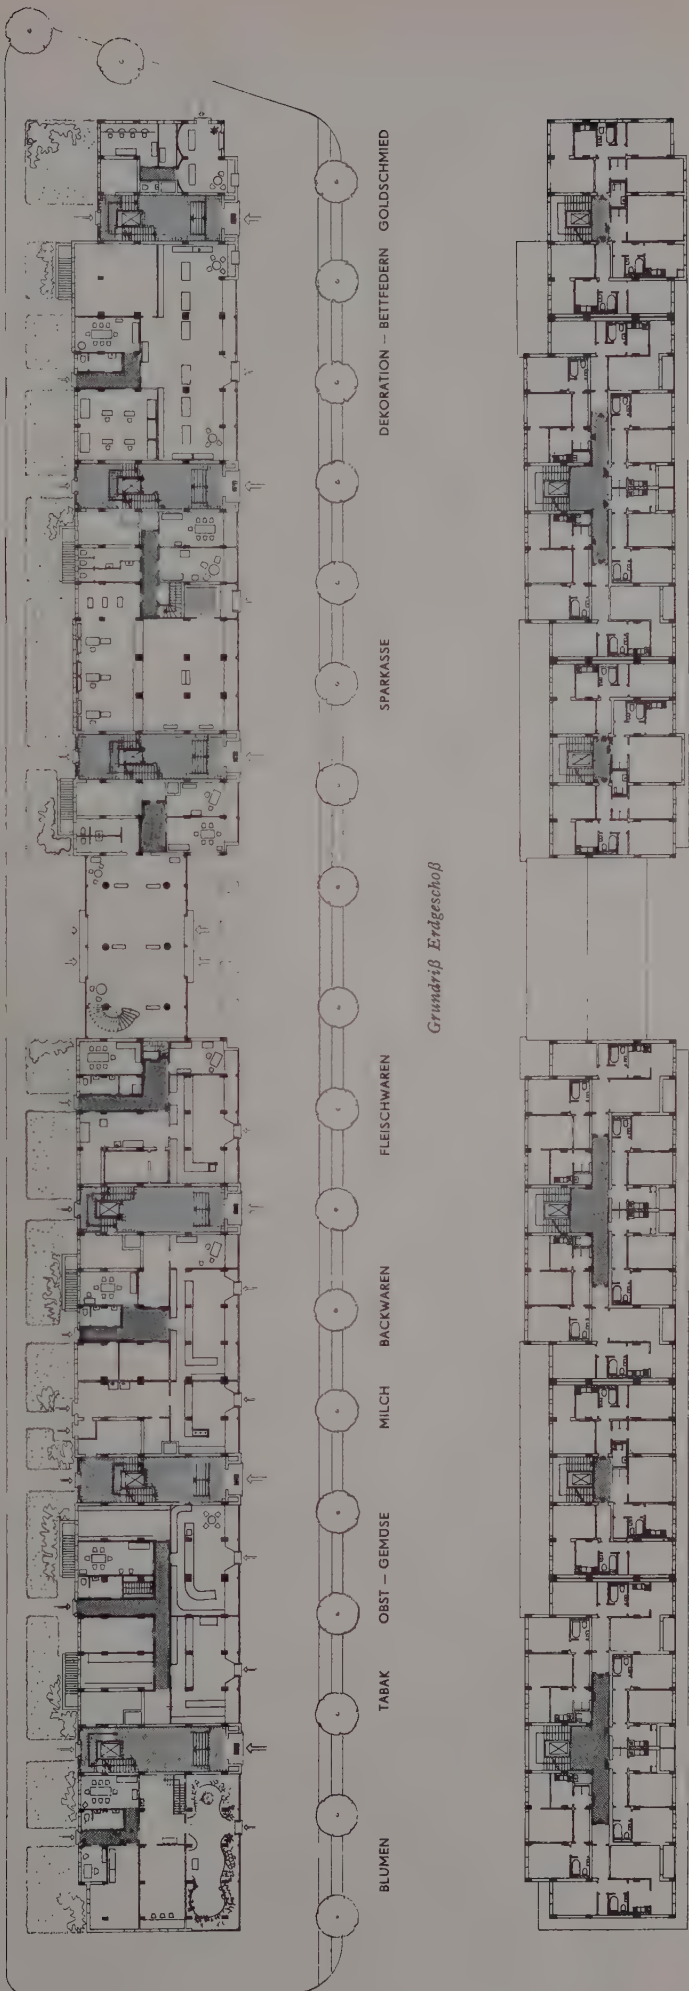 BLUMEN
TABAK
OBST – GEMÜSE
MILCH
BACKWAREN
FLEISCHWAREN
SPARKASSE
DEKORATION – BETTFEDERN
GOLDSCHMIED
Grundriß Erdgeschoß